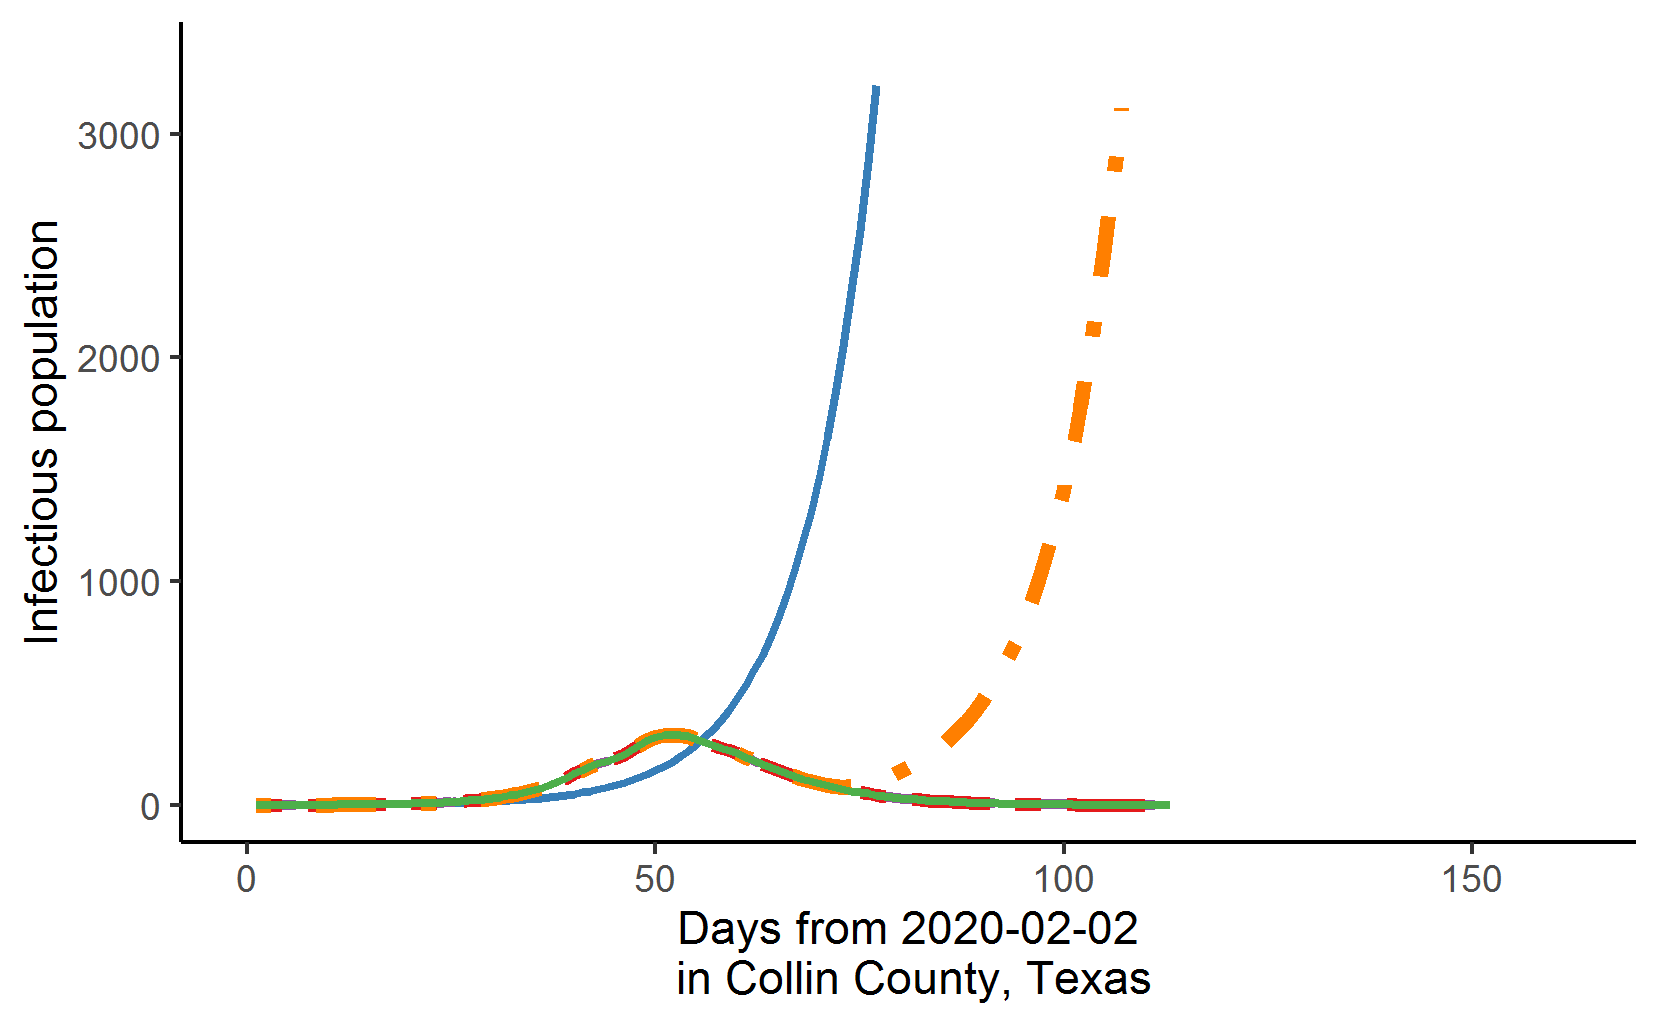 Infectious population
3000
2000
1000
0
0 50 100 150
Days from 2020-02-02
in Collin County, Texas